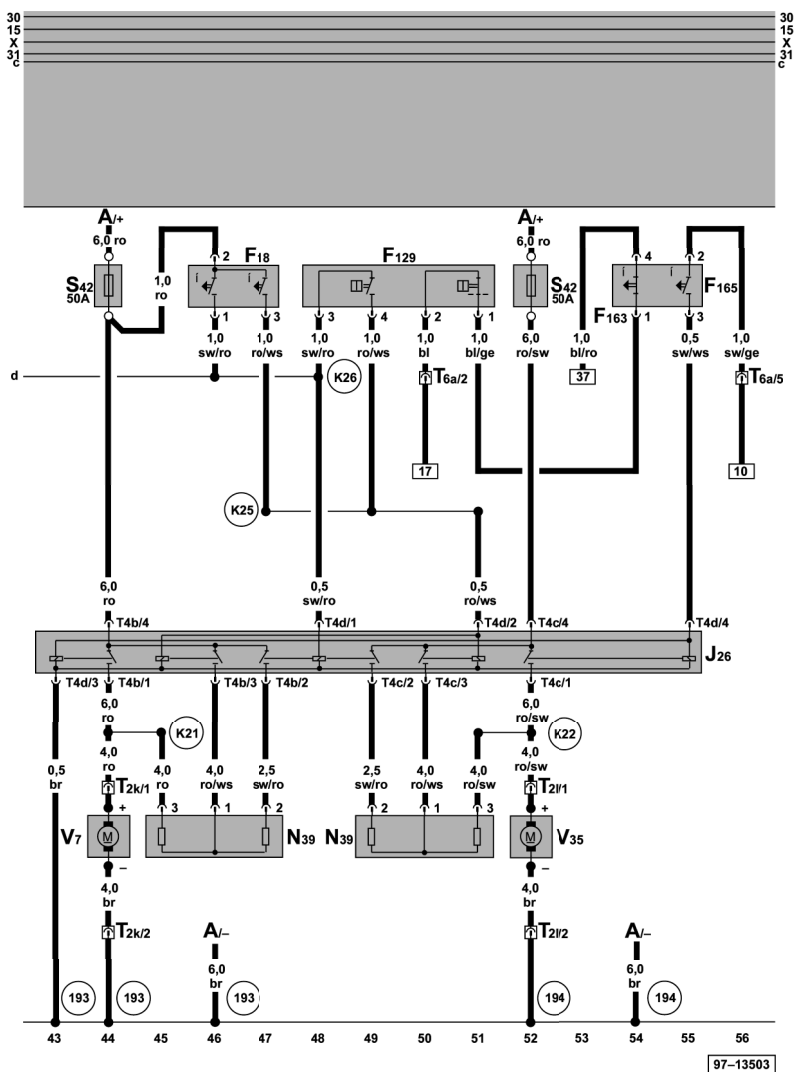 30 30
15 15
X X
31 31
c c
A/+ A/+
6,0 ro 6,0 ro
2 F18 F129 4 2
S42 50A 1,0 ro S42 50A F165
F163
1 3 3 4 2 1 1 3
1,0 sw/ro 1,0 ro/ws 1,0 sw/ro 1,0 ro/ws 1,0 bl 1,0 bl/ge 6,0 ro/sw 1,0 bl/ro 0,5 sw/ws 1,0 sw/ge
d K26 T6a/2 37 T6a/5
17 10
K25
6,0 ro 0,5 sw/ro 0,5 ro/ws
T4b/4 T4d/1 T4d/2 T4c/4 T4d/4
J26
T4d/3 T4b/1 T4b/3 T4b/2 T4c/2 T4c/3 T4c/1
6,0 ro 6,0 ro/sw
K21 K22
0,5 br 4,0 ro 4,0 ro 4,0 ro/ws 2,5 sw/ro 2,5 sw/ro 4,0 ro/ws 4,0 ro/sw 4,0 ro/sw
T2k/1 T2l/1
+ 3 1 2 2 1 3 +
V7 M N39 N39 M V35
– –
4,0 br 4,0 br
T2k/2 A/– T2l/2 A/–
6,0 br 6,0 br
193 193 193 194 194
43 44 45 46 47 48 49 50 51 52 53 54 55 56
97–13503